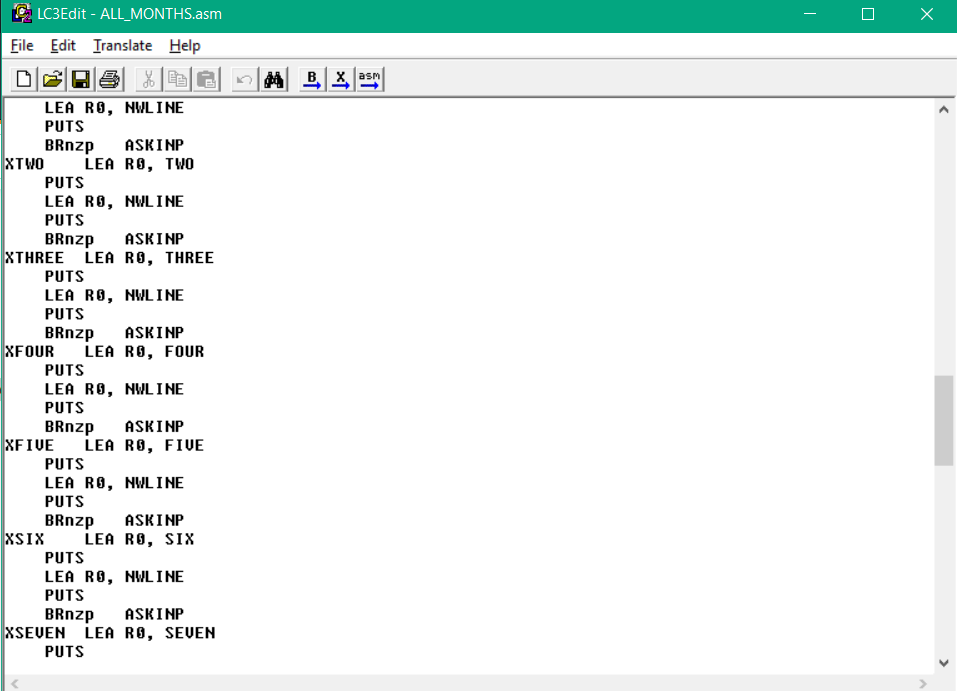 LC3Edit - ALL_MONTHS.asm
File Edit Translate Help
B X asm
LEA R0, NWLINE
PUTS
BRnzp ASKINP
XTWO LEA R0, TWO
PUTS
LEA R0, NWLINE
PUTS
BRnzp ASKINP
XTHREE LEA R0, THREE
PUTS
LEA R0, NWLINE
PUTS
BRnzp ASKINP
XFOUR LEA R0, FOUR
PUTS
LEA R0, NWLINE
PUTS
BRnzp ASKINP
XFIVE LEA R0, FIVE
PUTS
LEA R0, NWLINE
PUTS
BRnzp ASKINP
XSIX LEA R0, SIX
PUTS
LEA R0, NWLINE
PUTS
BRnzp ASKINP
XSEVEN LEA R0, SEVEN
PUTS